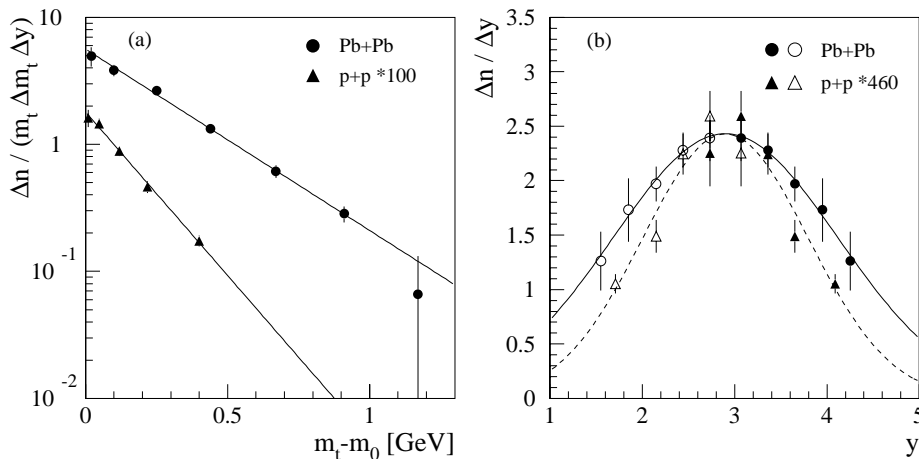 Δn / (m_t Δm_t Δy)
10
1
10^-1
10^-2
(a)
Pb+Pb
p+p *100
0
0.5
1
m_t-m_0 [GeV]
Δn / Δy
3.5
3
2.5
2
1.5
1
0.5
0
(b)
Pb+Pb
p+p *460
1
2
3
4
5
y